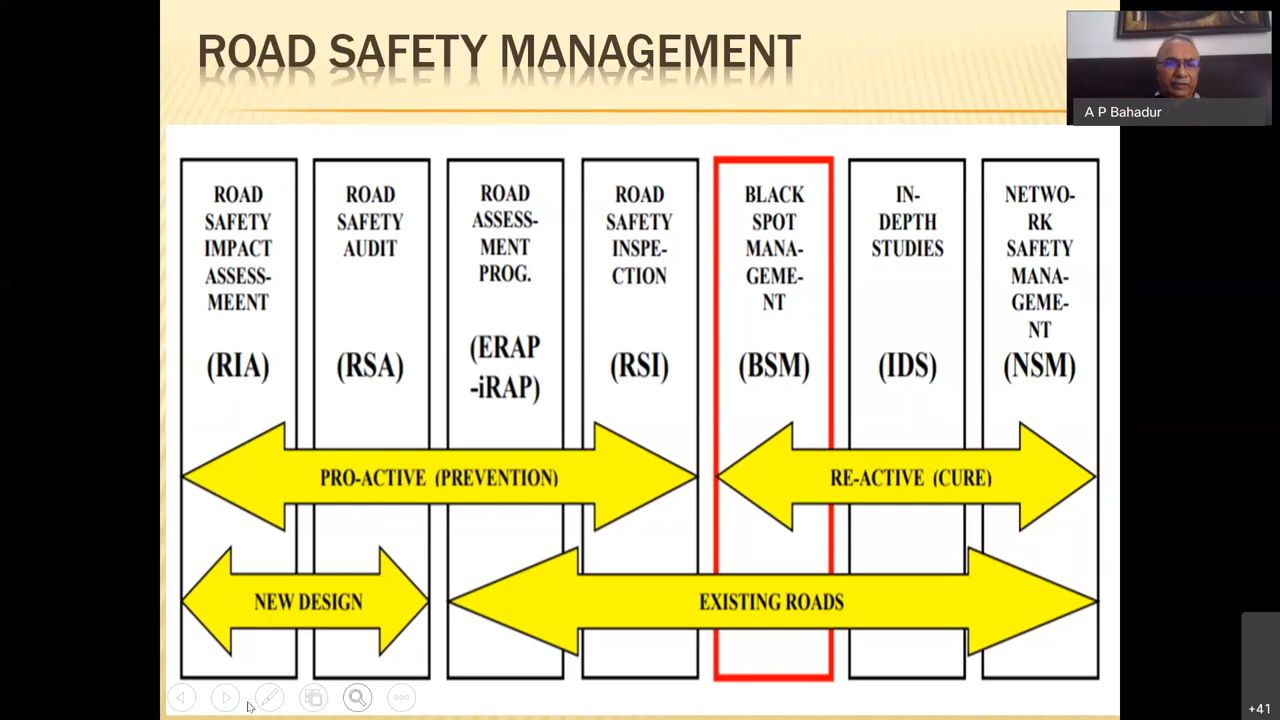 ROAD SAFETY MANAGEMENT
A P Bahadur
ROAD
SAFETY
IMPACT
ASSESS-
MEENT
(RIA)
ROAD
SAFETY
AUDIT
(RSA)
ROAD
ASSESS-
MENT
PROG.
(ERAP
-iRAP)
ROAD
SAFETY
INSPE-
CTION
(RSI)
BLACK
SPOT
MANA-
GEME-
NT
(BSM)
IN-
DEPTH
STUDIES
(IDS)
NETWO-
RK
SAFETY
MANA-
GEME-
NT
(NSM)
PRO-ACTIVE (PREVENTION)
RE-ACTIVE (CURE)
NEW DESIGN
EXISTING ROADS
+41